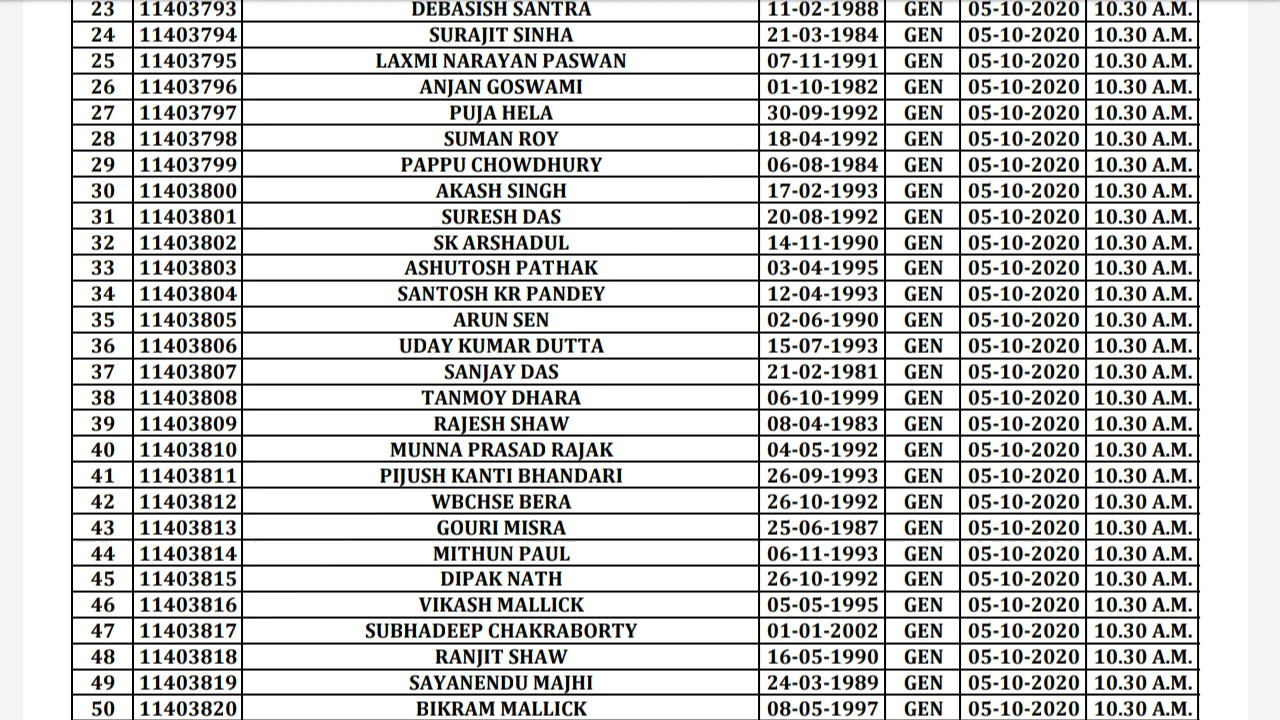 23 11403793 DEBASISH SANTRA 11-02-1988 GEN 05-10-2020 10.30 A.M.
24 11403794 SURAJIT SINHA 21-03-1984 GEN 05-10-2020 10.30 A.M.
25 11403795 LAXMI NARAYAN PASWAN 07-11-1991 GEN 05-10-2020 10.30 A.M.
26 11403796 ANJAN GOSWAMI 01-10-1982 GEN 05-10-2020 10.30 A.M.
27 11403797 PUJA HELA 30-09-1992 GEN 05-10-2020 10.30 A.M.
28 11403798 SUMAN ROY 18-04-1992 GEN 05-10-2020 10.30 A.M.
29 11403799 PAPPU CHOWDHURY 06-08-1984 GEN 05-10-2020 10.30 A.M.
30 11403800 AKASH SINGH 17-02-1993 GEN 05-10-2020 10.30 A.M.
31 11403801 SURESH DAS 20-08-1992 GEN 05-10-2020 10.30 A.M.
32 11403802 SK ARSHADUL 14-11-1990 GEN 05-10-2020 10.30 A.M.
33 11403803 ASHUTOSH PATHAK 03-04-1995 GEN 05-10-2020 10.30 A.M.
34 11403804 SANTOSH KR PANDEY 12-04-1993 GEN 05-10-2020 10.30 A.M.
35 11403805 ARUN SEN 02-06-1990 GEN 05-10-2020 10.30 A.M.
36 11403806 UDAY KUMAR DUTTA 15-07-1993 GEN 05-10-2020 10.30 A.M.
37 11403807 SANJAY DAS 21-02-1981 GEN 05-10-2020 10.30 A.M.
38 11403808 TANMOY DHARA 06-10-1999 GEN 05-10-2020 10.30 A.M.
39 11403809 RAJESH SHAW 08-04-1983 GEN 05-10-2020 10.30 A.M.
40 11403810 MUNNA PRASAD RAJAK 04-05-1992 GEN 05-10-2020 10.30 A.M.
41 11403811 PIJUSH KANTI BHANDARI 26-09-1993 GEN 05-10-2020 10.30 A.M.
42 11403812 WBCHSE BERA 26-10-1992 GEN 05-10-2020 10.30 A.M.
43 11403813 GOURI MISRA 25-06-1987 GEN 05-10-2020 10.30 A.M.
44 11403814 MITHUN PAUL 06-11-1993 GEN 05-10-2020 10.30 A.M.
45 11403815 DIPAK NATH 26-10-1992 GEN 05-10-2020 10.30 A.M.
46 11403816 VIKASH MALLICK 05-05-1995 GEN 05-10-2020 10.30 A.M.
47 11403817 SUBHADEEP CHAKRABORTY 01-01-2002 GEN 05-10-2020 10.30 A.M.
48 11403818 RANJIT SHAW 16-05-1990 GEN 05-10-2020 10.30 A.M.
49 11403819 SAYANENDU MAJHI 24-03-1989 GEN 05-10-2020 10.30 A.M.
50 11403820 BIKRAM MALLICK 08-05-1997 GEN 05-10-2020 10.30 A.M.